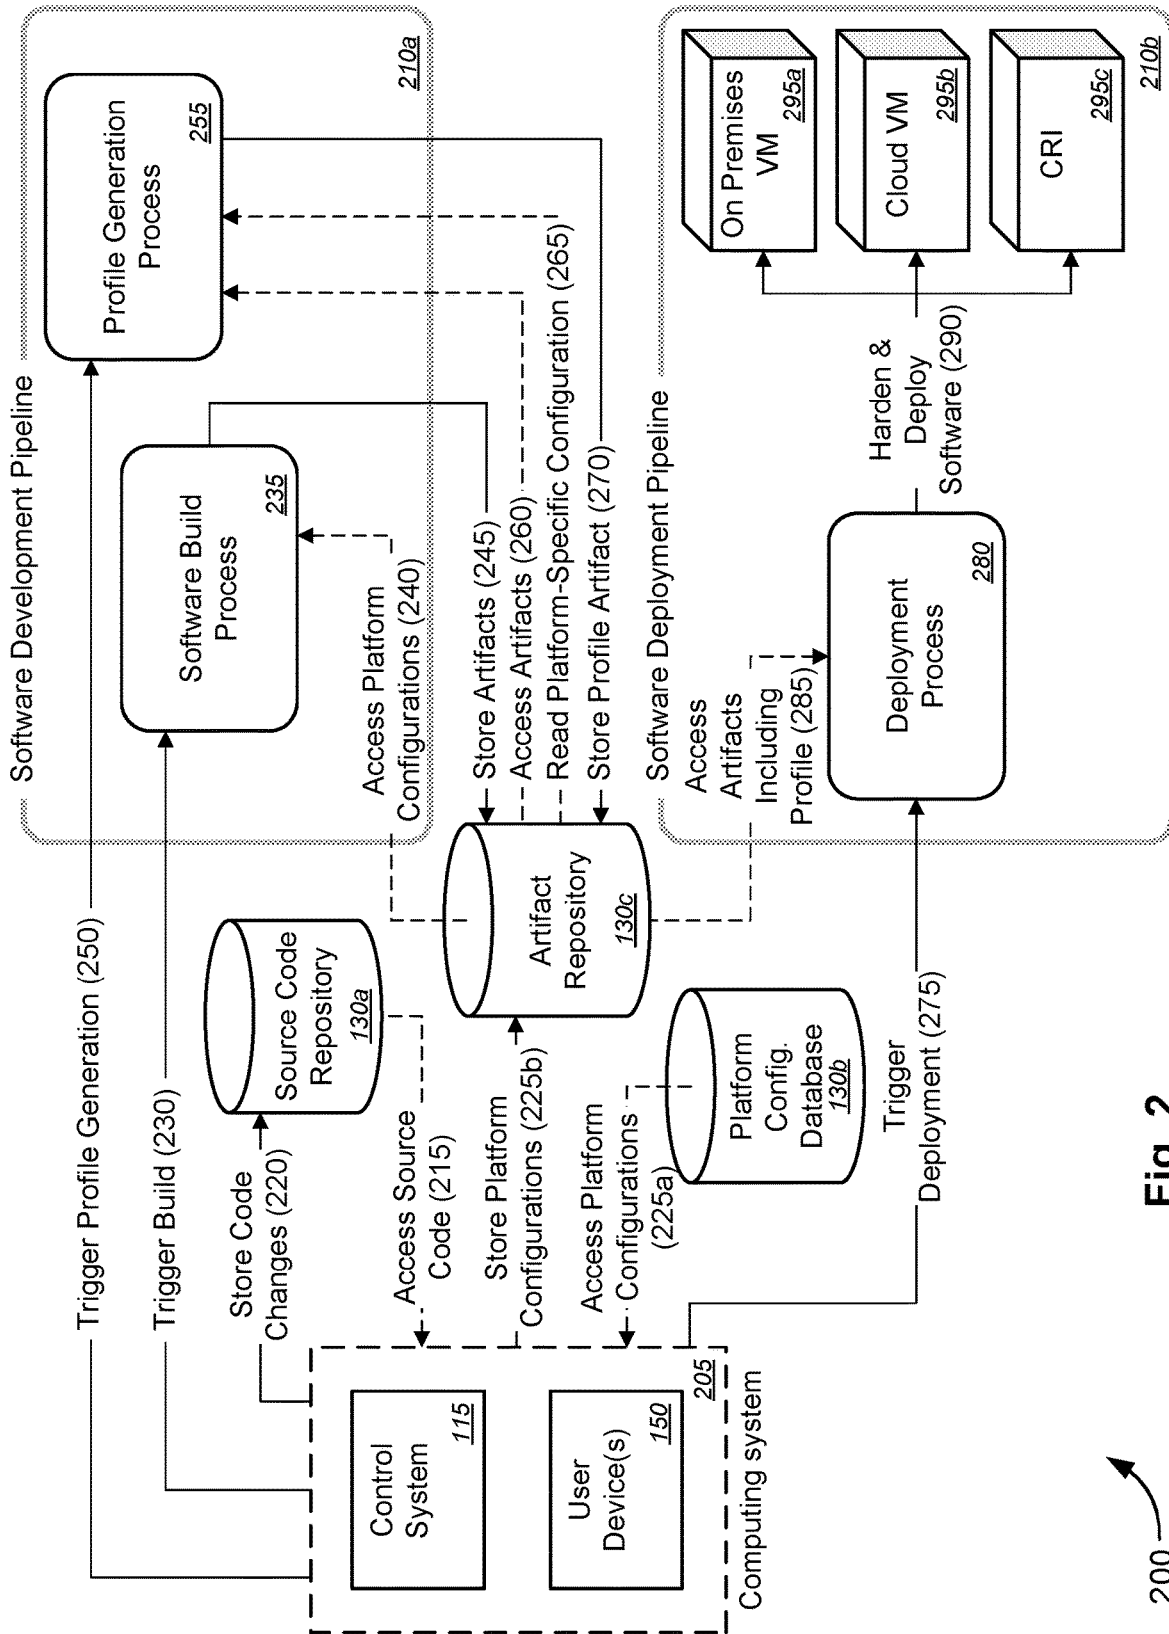 Software Development Pipeline
Trigger Profile Generation (250)
Profile Generation
Process
255
Trigger Build (230)
Software Build
Process
235
210a
Store Code
Changes (220)
Source Code
Repository
130a
Access Platform
Configurations (240)
Access Source
Code (215)
Store Artifacts (245)
Access Artifacts (260)
Read Platform-Specific Configuration (265)
Store Profile Artifact (270)
Control
System
115
User
Device(s)
150
205
Computing system
Store Platform
Configurations (225b)
Artifact
Repository
130c
Access Platform
Configurations
(225a)
Platform
Config.
Database
130b
Software Deployment Pipeline
Access
Artifacts
Including
Profile (285)
Trigger
Deployment (275)
Deployment
Process
280
Harden &
Deploy
Software (290)
On Premises
VM
295a
Cloud VM
295b
CRI
295c
210b
200
Fig. 2